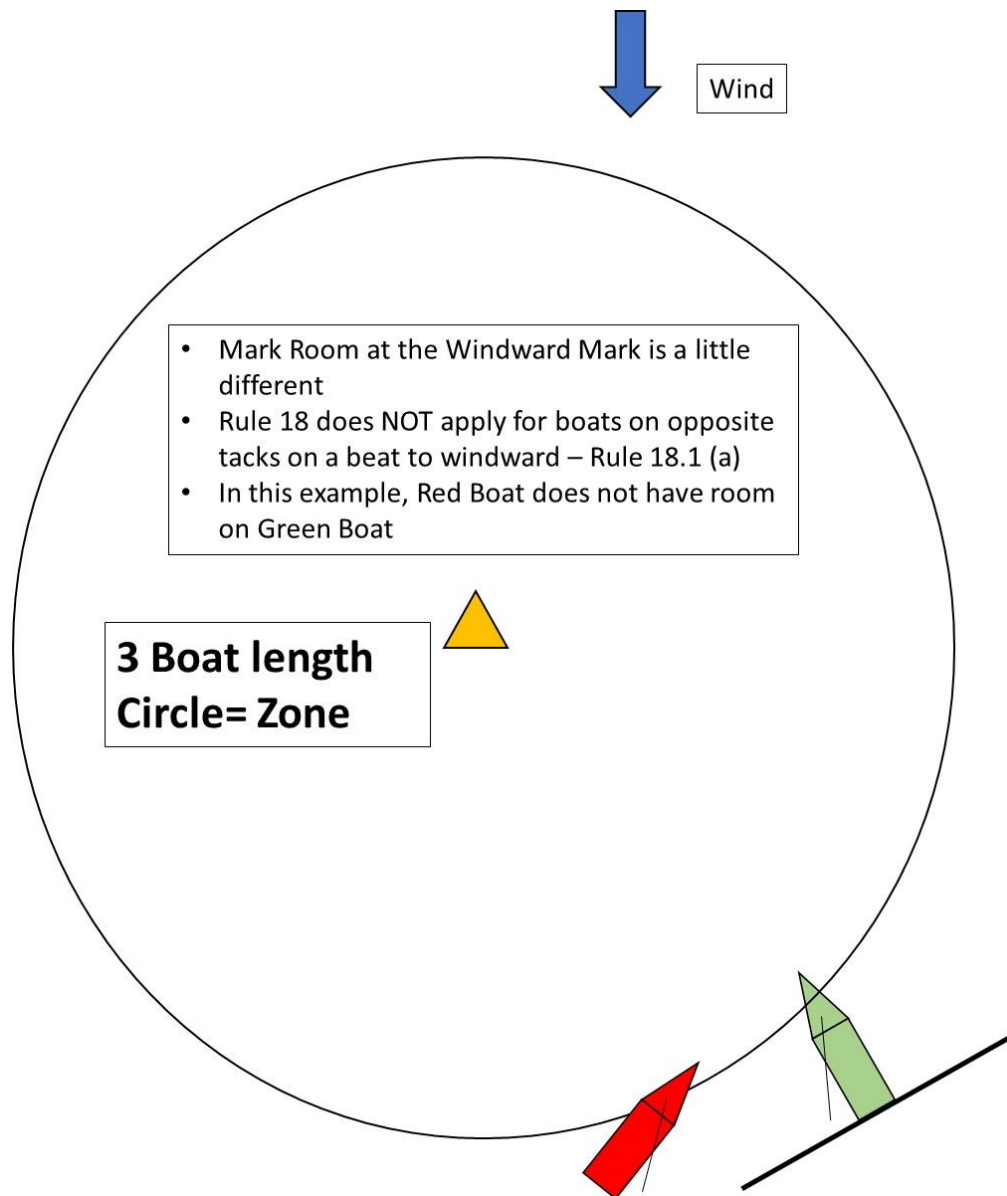 Wind
• Mark Room at the Windward Mark is a little
different
• Rule 18 does NOT apply for boats on opposite
tacks on a beat to windward – Rule 18.1 (a)
• In this example, Red Boat does not have room
on Green Boat
3 Boat length
Circle= Zone